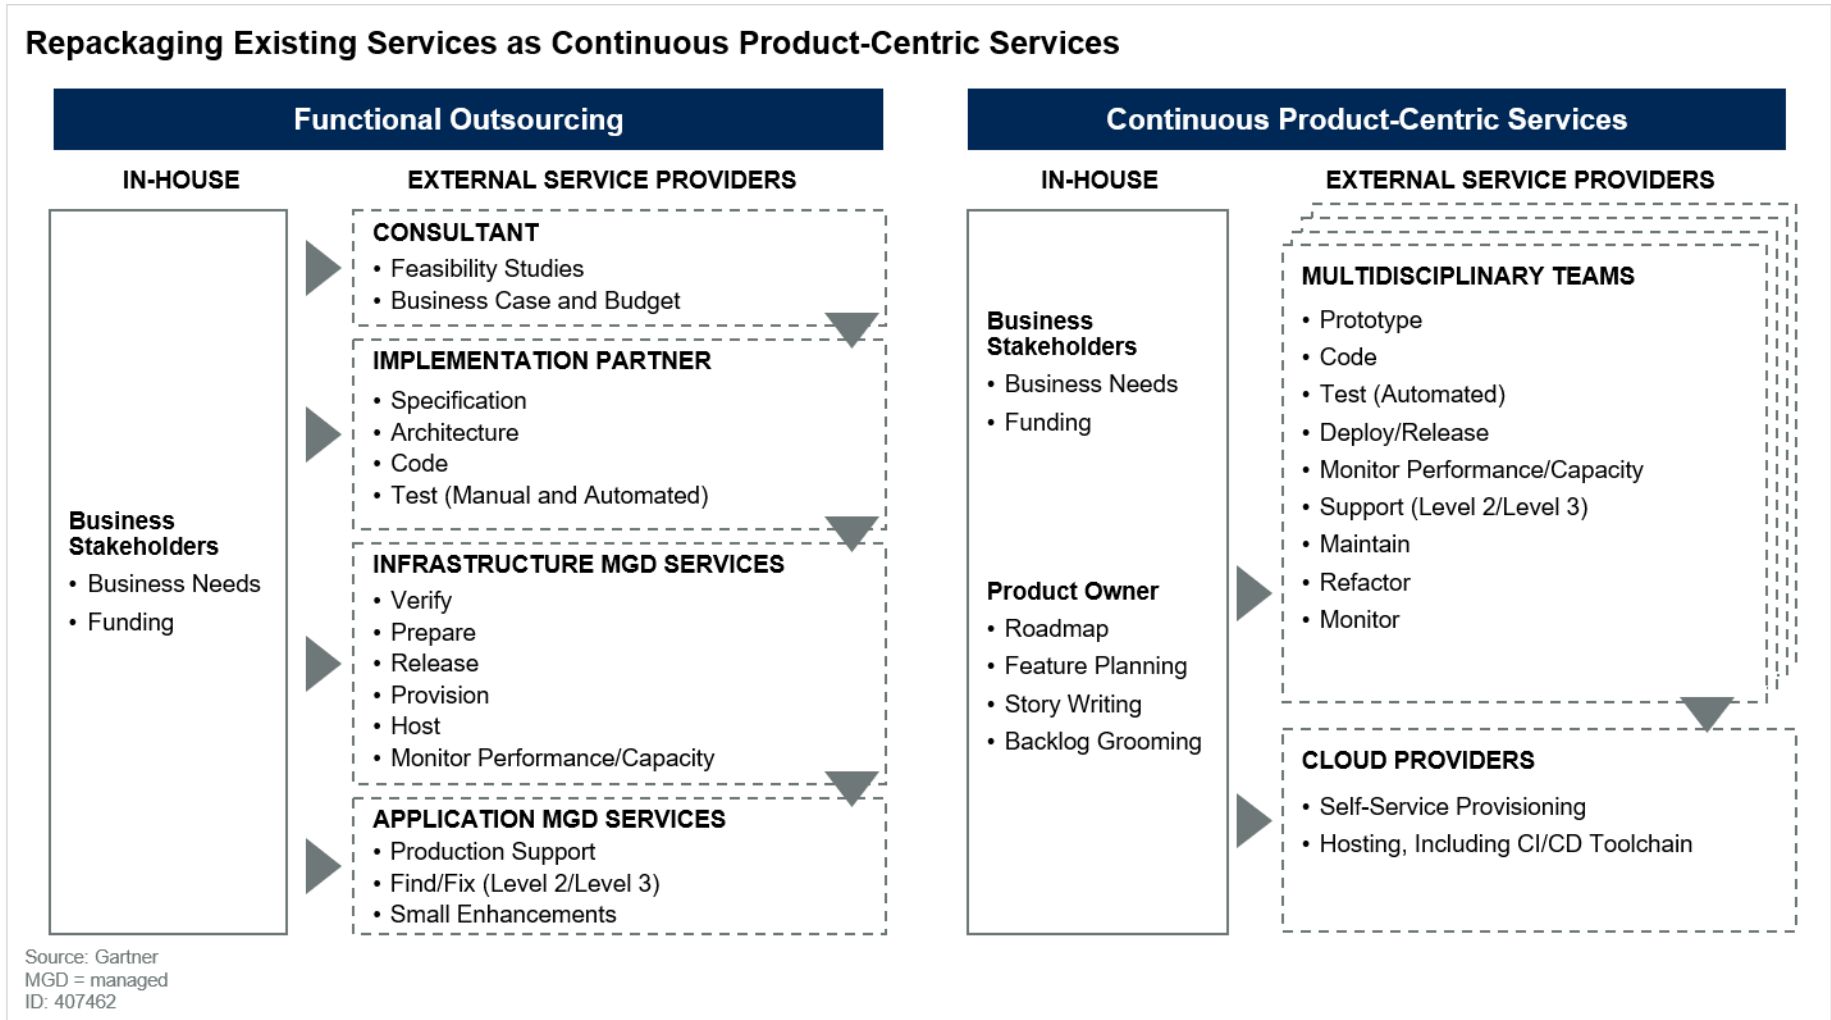 Repackaging Existing Services as Continuous Product-Centric Services
Functional Outsourcing
IN-HOUSE
EXTERNAL SERVICE PROVIDERS
Business
Stakeholders
• Business Needs
• Funding
CONSULTANT
• Feasibility Studies
• Business Case and Budget
IMPLEMENTATION PARTNER
• Specification
• Architecture
• Code
• Test (Manual and Automated)
INFRASTRUCTURE MGD SERVICES
• Verify
• Prepare
• Release
• Provision
• Host
• Monitor Performance/Capacity
APPLICATION MGD SERVICES
• Production Support
• Find/Fix (Level 2/Level 3)
• Small Enhancements
Continuous Product-Centric Services
IN-HOUSE
EXTERNAL SERVICE PROVIDERS
Business
Stakeholders
• Business Needs
• Funding
Product Owner
• Roadmap
• Feature Planning
• Story Writing
• Backlog Grooming
MULTIDISCIPLINARY TEAMS
• Prototype
• Code
• Test (Automated)
• Deploy/Release
• Monitor Performance/Capacity
• Support (Level 2/Level 3)
• Maintain
• Refactor
• Monitor
CLOUD PROVIDERS
• Self-Service Provisioning
• Hosting, Including CI/CD Toolchain
Source: Gartner
MGD = managed
ID: 407462